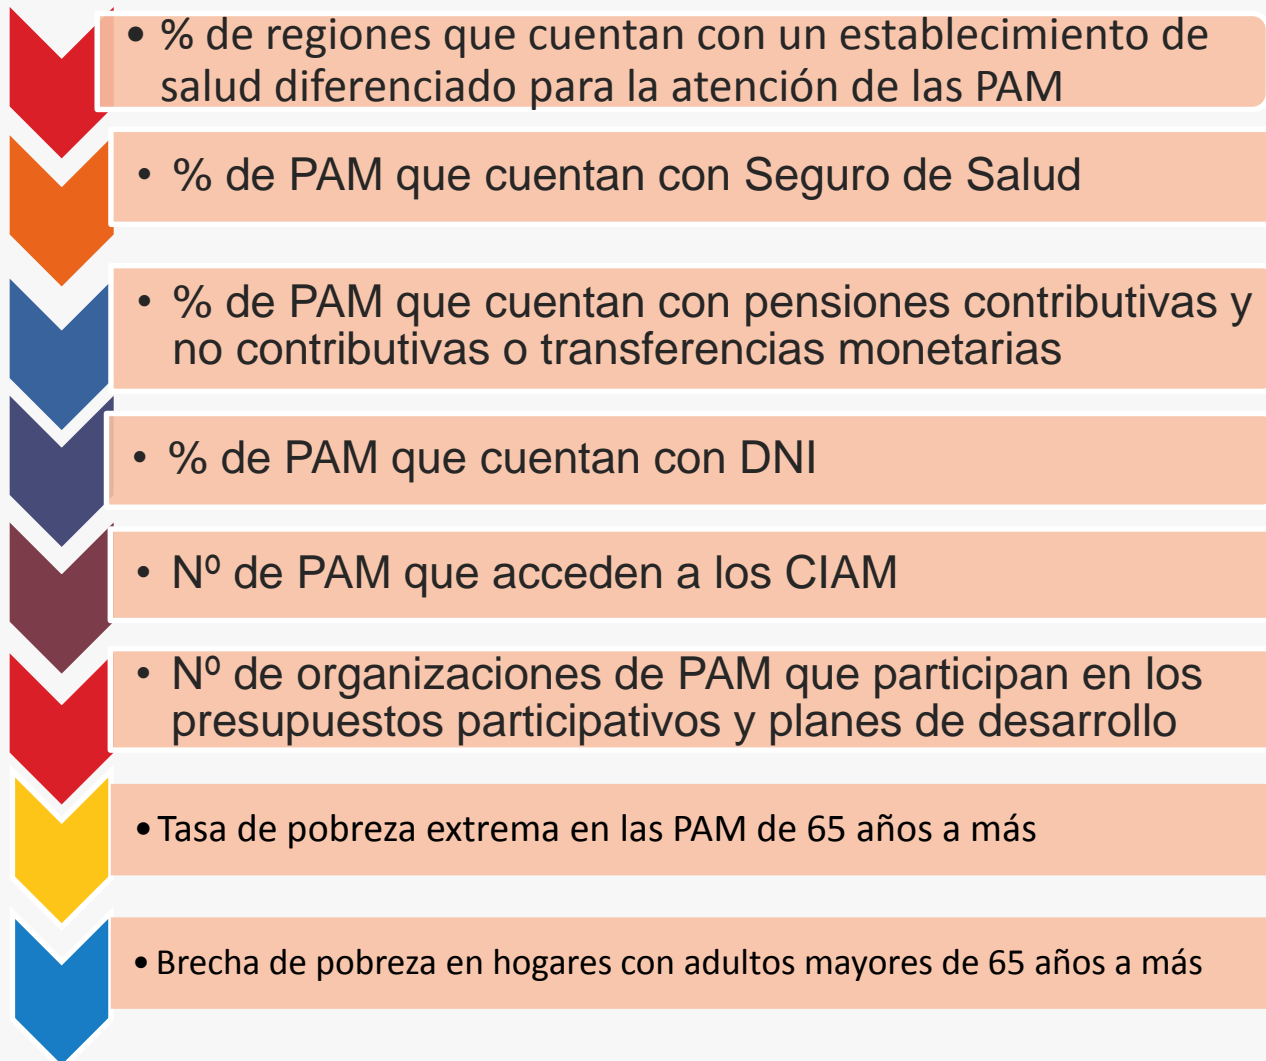 • % de regiones que cuentan con un establecimiento de
salud diferenciado para la atención de las PAM
• % de PAM que cuentan con Seguro de Salud
• % de PAM que cuentan con pensiones contributivas y
no contributivas o transferencias monetarias
• % de PAM que cuentan con DNI
• Nº de PAM que acceden a los CIAM
• Nº de organizaciones de PAM que participan en los
presupuestos participativos y planes de desarrollo
• Tasa de pobreza extrema en las PAM de 65 años a más
• Brecha de pobreza en hogares con adultos mayores de 65 años a más